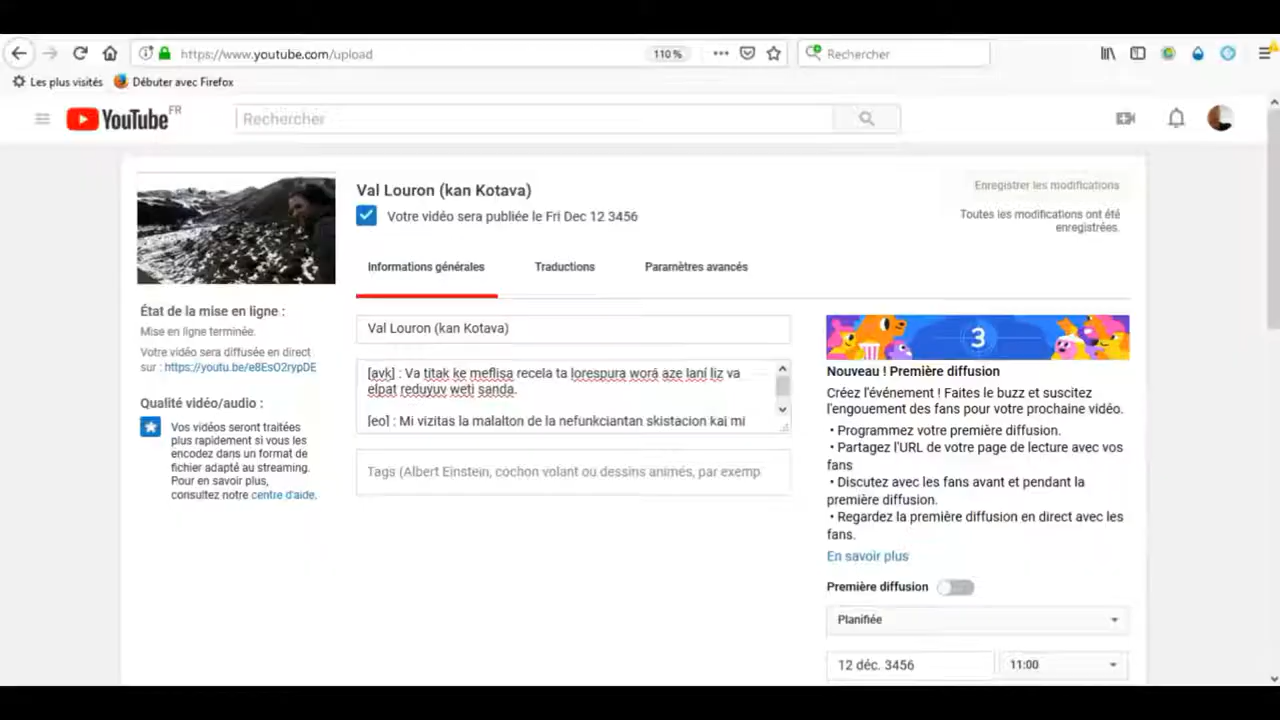 https://www.youtube.com/upload
110 %
Rechercher
Les plus visités
Débuter avec Firefox
YouTube FR
Rechercher
Val Louron (kan Kotava)
Enregistrer les modifications
Votre vidéo sera publiée le Fri Dec 12 3456
Toutes les modifications ont été
enregistrées.
Informations générales
Traductions
Paramètres avancés
État de la mise en ligne :
Mise en ligne terminée.
Votre vidéo sera diffusée en direct
sur : https://youtu.be/e8EsO2rypDE
Qualité vidéo/audio :
Vos vidéos seront traitées
plus rapidement si vous les
encodez dans un format de
fichier adapté au streaming.
Pour en savoir plus,
consultez notre centre d'aide.
Val Louron (kan Kotava)
[avk] : Va titak ke meflisa recela ta lorespura worá aze laní liz va
elpat reduyuv weti sanda.
[eo] : Mi vizitas la malalton de la nefunkciantan skistacion kaj mi
Tags (Albert Einstein, cochon volant ou dessins animés, par exemp
3
Nouveau ! Première diffusion
Créez l'événement ! Faites le buzz et suscitez
l'engouement des fans pour votre prochaine vidéo.
• Programmez votre première diffusion.
• Partagez l'URL de votre page de lecture avec vos
fans
• Discutez avec les fans avant et pendant la
première diffusion.
• Regardez la première diffusion en direct avec les
fans.
En savoir plus
Première diffusion
Planifiée
12 déc. 3456
11:00